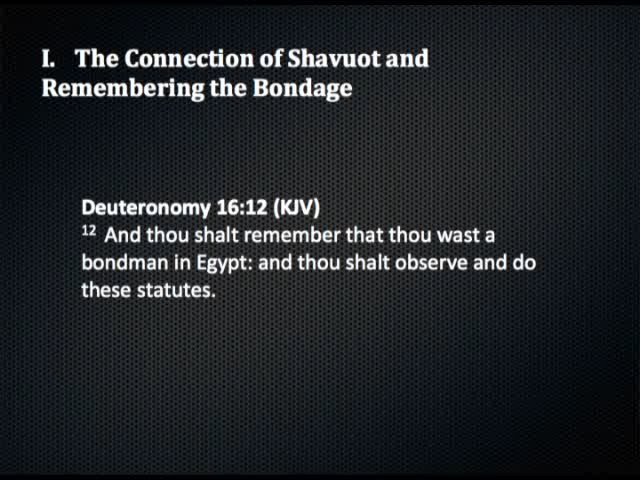 I. The Connection of Shavuot and
Remembering the Bondage
Deuteronomy 16:12 (KJV)
12 And thou shalt remember that thou wast a
bondman in Egypt: and thou shalt observe and do
these statutes.